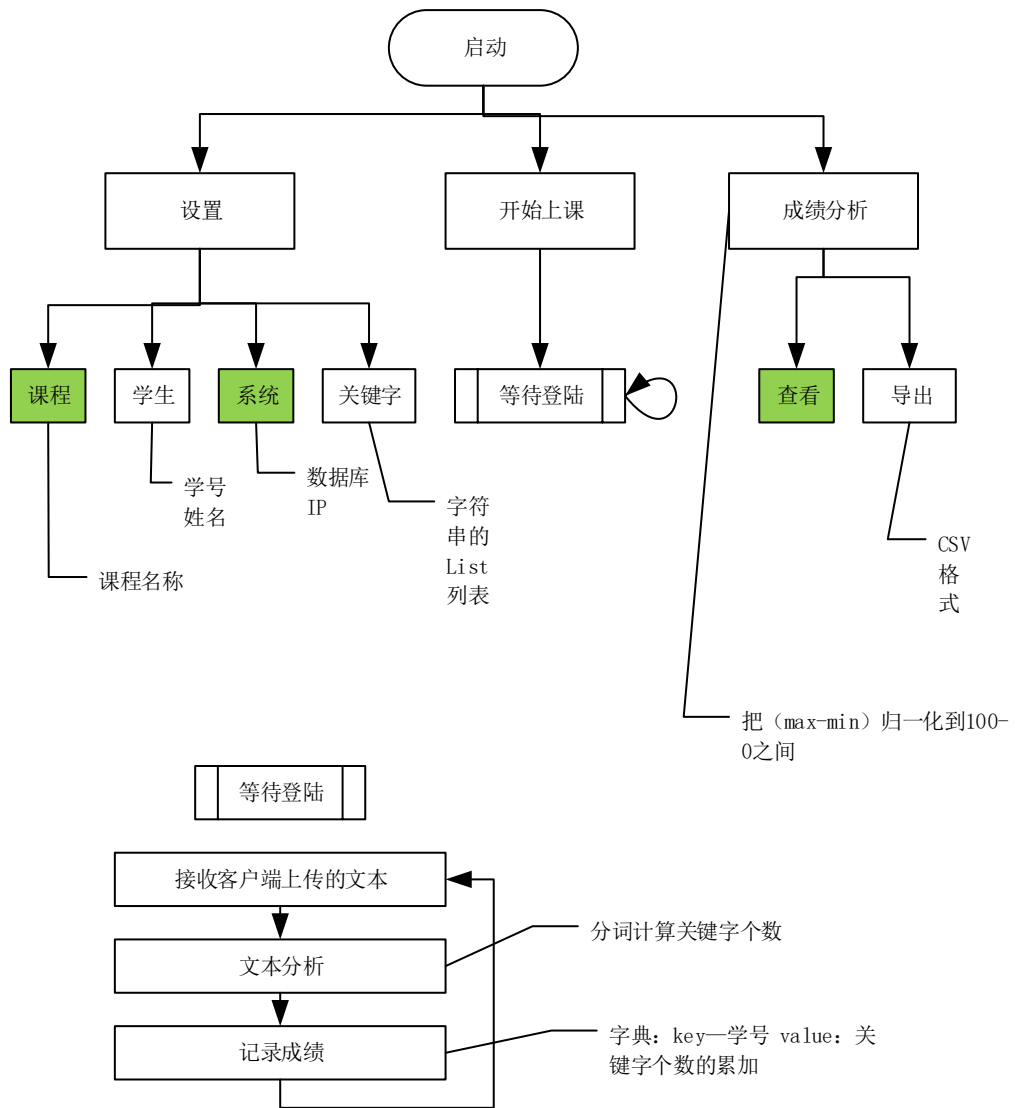 启动
设置
开始上课
成绩分析
课程
学生
系统
关键字
等待登陆
查看
导出
学号
姓名
数据库
IP
字符
串的
List
列表
CSV
格
式
课程名称
把（max-min）归一化到100-
0之间
等待登陆
接收客户端上传的文本
分词计算关键字个数
文本分析
记录成绩
字典：key—学号 value：关
键字个数的累加